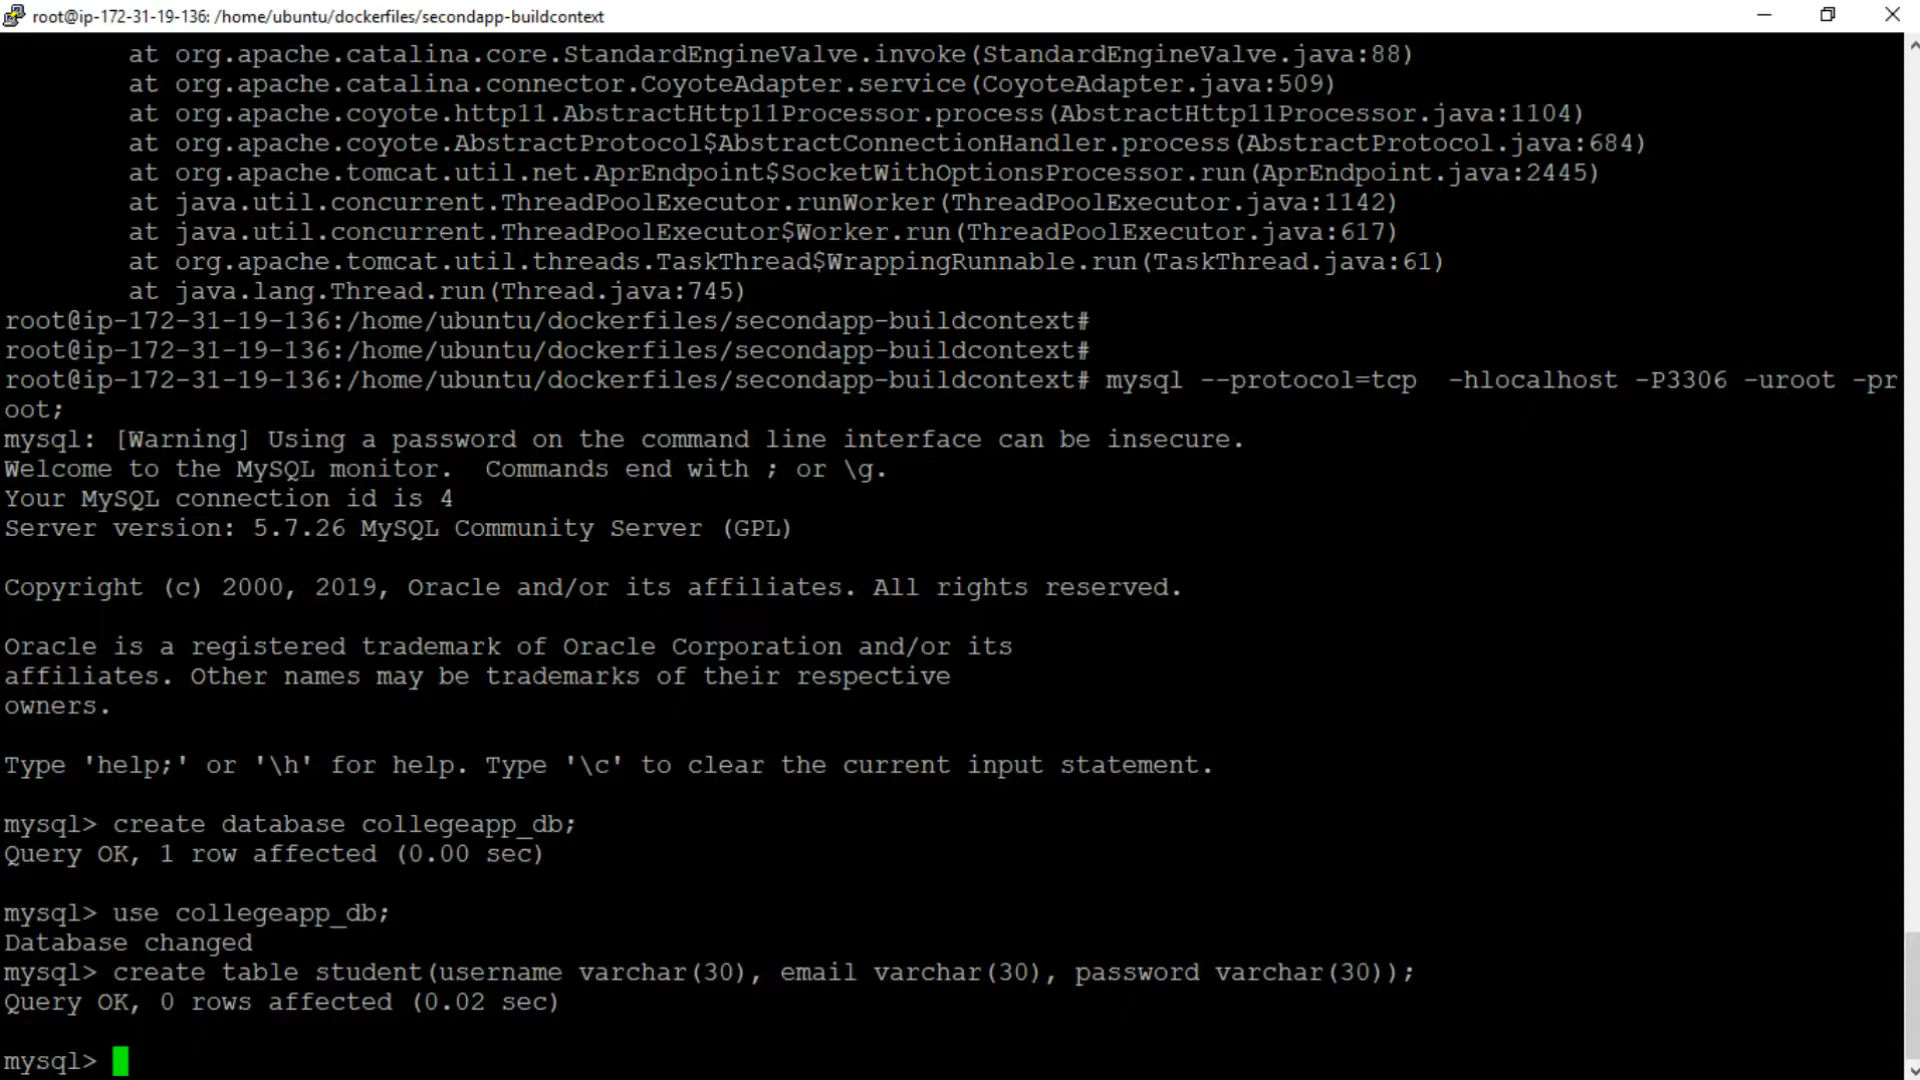 root@ip-172-31-19-136: /home/ubuntu/dockerfiles/secondapp-buildcontext
at org.apache.catalina.core.StandardEngineValve.invoke(StandardEngineValve.java:88)
at org.apache.catalina.connector.CoyoteAdapter.service(CoyoteAdapter.java:509)
at org.apache.coyote.http11.AbstractHttp11Processor.process(AbstractHttp11Processor.java:1104)
at org.apache.coyote.AbstractProtocol$AbstractConnectionHandler.process(AbstractProtocol.java:684)
at org.apache.tomcat.util.net.AprEndpoint$SocketWithOptionsProcessor.run(AprEndpoint.java:2445)
at java.util.concurrent.ThreadPoolExecutor.runWorker(ThreadPoolExecutor.java:1142)
at java.util.concurrent.ThreadPoolExecutor$Worker.run(ThreadPoolExecutor.java:617)
at org.apache.tomcat.util.threads.TaskThread$WrappingRunnable.run(TaskThread.java:61)
at java.lang.Thread.run(Thread.java:745)
root@ip-172-31-19-136:/home/ubuntu/dockerfiles/secondapp-buildcontext#
root@ip-172-31-19-136:/home/ubuntu/dockerfiles/secondapp-buildcontext#
root@ip-172-31-19-136:/home/ubuntu/dockerfiles/secondapp-buildcontext# mysql --protocol=tcp  -hlocalhost -P3306 -uroot -pr
oot;
mysql: [Warning] Using a password on the command line interface can be insecure.
Welcome to the MySQL monitor.  Commands end with ; or \g.
Your MySQL connection id is 4
Server version: 5.7.26 MySQL Community Server (GPL)
Copyright (c) 2000, 2019, Oracle and/or its affiliates. All rights reserved.
Oracle is a registered trademark of Oracle Corporation and/or its
affiliates. Other names may be trademarks of their respective
owners.
Type 'help;' or '\h' for help. Type '\c' to clear the current input statement.
mysql> create database collegeapp_db;
Query OK, 1 row affected (0.00 sec)
mysql> use collegeapp_db;
Database changed
mysql> create table student(username varchar(30), email varchar(30), password varchar(30));
Query OK, 0 rows affected (0.02 sec)
mysql>